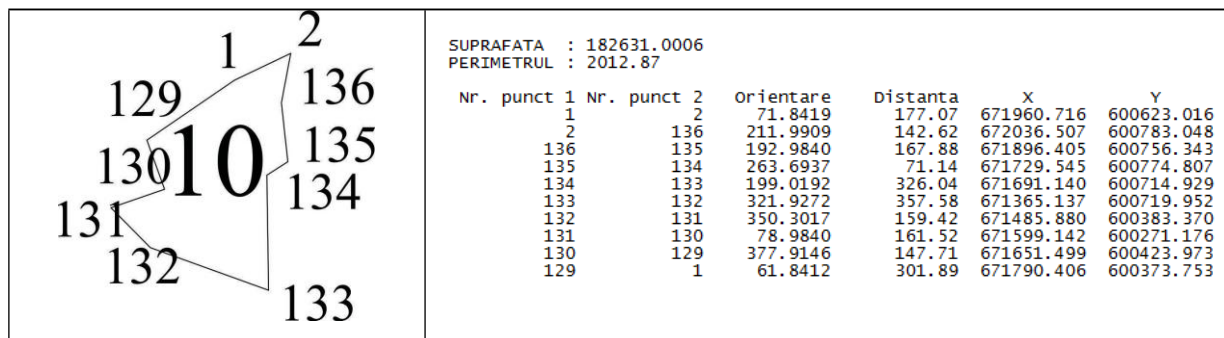 2
1
136
129
10
135
130
134
131
132
133
SUPRAFATA : 182631.0006
PERIMETRUL : 2012.87
Nr. punct 1 Nr. punct 2 Orientare Distanta X Y
1 2 71.8419 177.07 671960.716 600623.016
2 136 211.9909 142.62 672036.507 600783.048
136 135 192.9840 167.88 671896.405 600756.343
135 134 263.6937 71.14 671729.545 600774.807
134 133 199.0192 326.04 671691.140 600714.929
133 132 321.9272 357.58 671365.137 600719.952
132 131 350.3017 159.42 671485.880 600383.370
131 130 78.9840 161.52 671599.142 600271.176
130 129 377.9146 147.71 671651.499 600423.973
129 1 61.8412 301.89 671790.406 600373.753